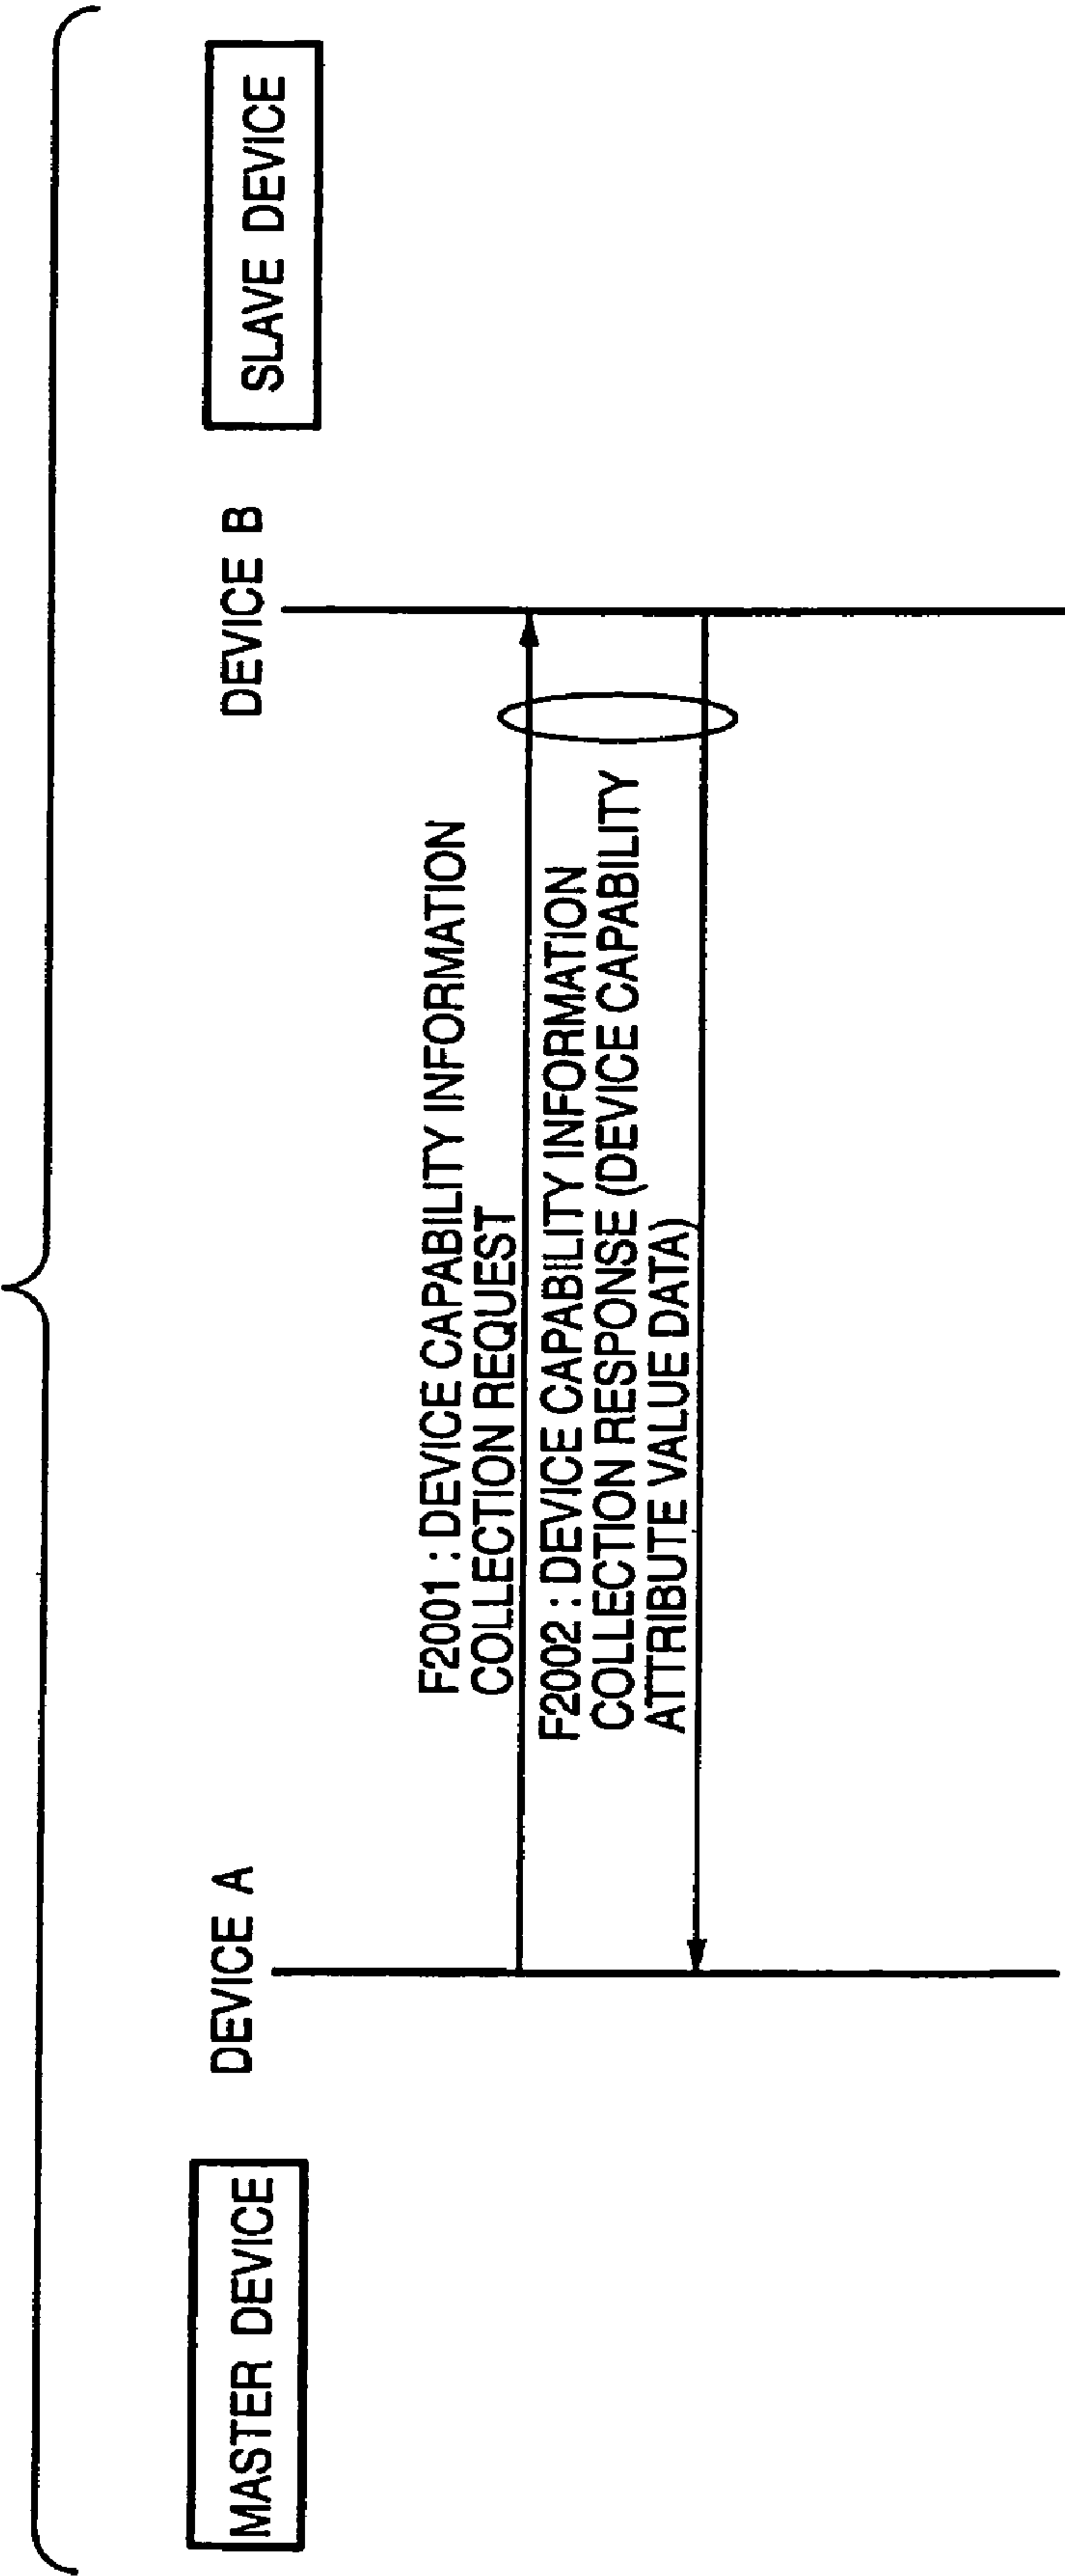 MASTER DEVICE
DEVICE A
DEVICE B
SLAVE DEVICE
F2001 : DEVICE CAPABILITY INFORMATION
COLLECTION REQUEST
F2002 : DEVICE CAPABILITY INFORMATION
COLLECTION RESPONSE (DEVICE CAPABILITY
ATTRIBUTE VALUE DATA)